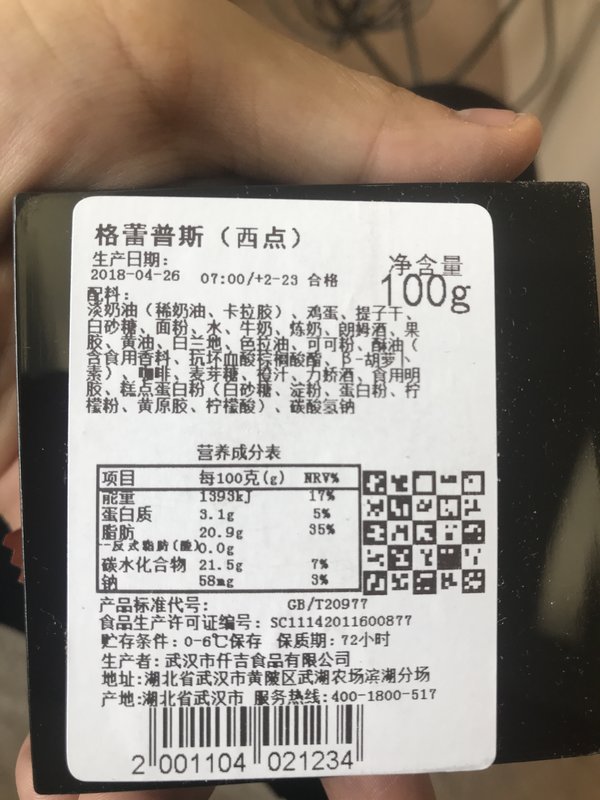 格蕾普斯（西点）
生产日期：
2018-04-26 07:00/+2-23 合格
净含量
100g
配料：
淡奶油（稀奶油、卡拉胶）、鸡蛋、提子干、
白砂糖、面粉、水、牛奶、炼奶、朗姆酒、果
胶、黄油、白兰地、色拉油、可可粉、酥油（
含食用香料、抗坏血酸棕榈酸酯、β-胡萝卜
素）、咖啡、麦芽糖、橙汁、力娇酒、食用明
胶、糕点蛋白粉（白砂糖、淀粉、蛋白粉、柠
檬粉、黄原胶、柠檬酸）、碳酸氢钠
营养成分表
项目 每100克(g) NRV%
能量 1393kJ 17%
蛋白质 3.1g 5%
脂肪 20.9g 35%
--反式脂肪(酸) 0.0g
碳水化合物 21.5g 7%
钠 58mg 3%
产品标准代号： GB/T20977
食品生产许可证编号：SC11142011600877
贮存条件：0-6℃保存 保质期：72小时
生产者：武汉市仟吉食品有限公司
地址：湖北省武汉市黄陂区武湖农场滨湖分场
产地:湖北省武汉市 服务热线:400-1800-517
2 001104 021234